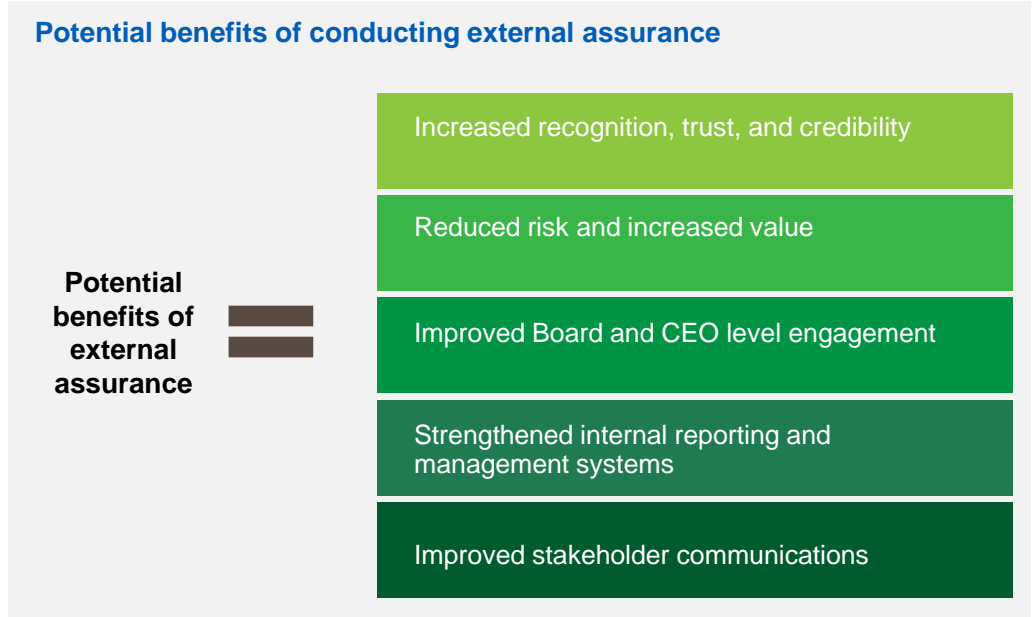 Potential benefits of conducting external assurance
Potential
benefits of
external
assurance
Increased recognition, trust, and credibility
Reduced risk and increased value
Improved Board and CEO level engagement
Strengthened internal reporting and
management systems
Improved stakeholder communications